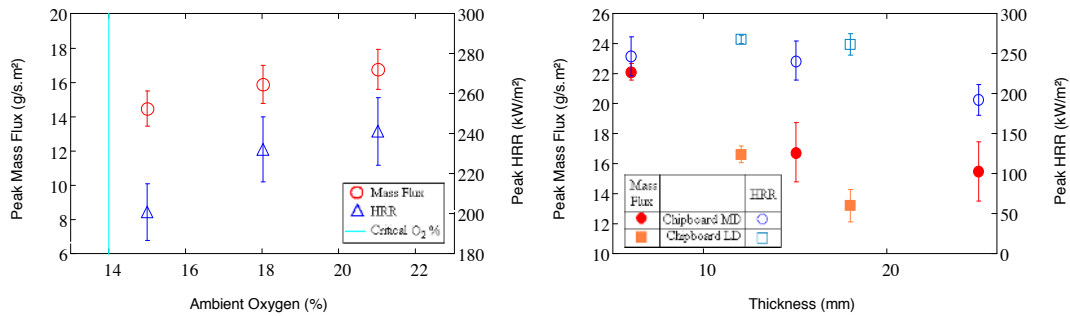 20
18
16
14
12
10
8
6
Peak Mass Flux (g/s.m²)
300
280
260
240
220
200
180
Peak HRR (kW/m²)
14
16
18
20
22
Ambient Oxygen (%)
Mass Flux
HRR
Critical O2 %
26
24
22
20
18
16
14
12
10
Peak Mass Flux (g/s.m²)
300
250
200
150
100
50
0
Peak HRR (kW/m²)
10
20
Thickness (mm)
Mass
Flux
HRR
Chipboard MD
Chipboard LD